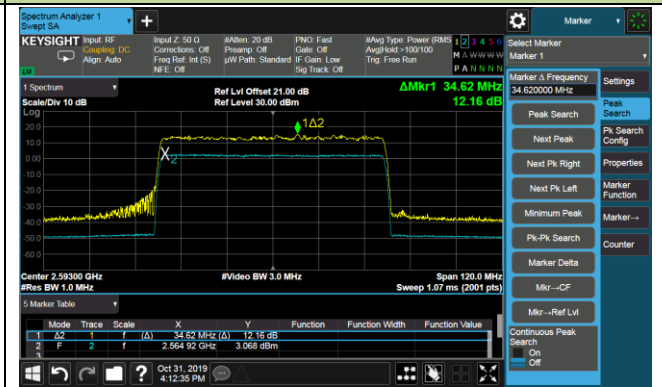 Spectrum Analyzer 1
Swept SA
+
Marker
KEYSIGHT Input: RF
Coupling: DC
Align: Auto
Input Z: 50 Ω
Corrections: Off
Freq Ref: Int (S)
NFE: Off
#Atten: 20 dB
Preamp: Off
µW Path: Standard
PNO: Fast
Gate: Off
IF Gain: Low
Sig Track: Off
#Avg Type: Power (RMS
Avg|Hold:>100/100
Trig: Free Run
1 2 3 4 5 6
M A W W W W
P A N N N N
Select Marker
Marker 1
LXI
1 Spectrum
Scale/Div 10 dB
Log
Ref Lvl Offset 21.00 dB
Ref Level 30.00 dBm
ΔMkr1 34.62 MHz
12.16 dB
20.0
10.0
0.00
-10.0
-20.0
-30.0
-40.0
-50.0
-60.0
1Δ2
X2
Center 2.59300 GHz
#Res BW 1.0 MHz
#Video BW 3.0 MHz
Span 120.0 MHz
Sweep 1.07 ms (2001 pts)
5 Marker Table
Mode Trace Scale X Y Function Function Width Function Value
1 Δ2 1 f (Δ) 34.62 MHz (Δ) 12.16 dB
2 F 2 f 2.564 92 GHz 3.068 dBm
3
Marker Δ Frequency
34.620000 MHz
Peak Search
Next Peak
Next Pk Right
Next Pk Left
Minimum Peak
Pk-Pk Search
Marker Delta
Mkr→CF
Mkr→Ref Lvl
Continuous Peak
Search
On
Off
Settings
Peak
Search
Pk Search
Config
Properties
Marker
Function
Marker→
Counter
?
Oct 31, 2019
4:12:35 PM